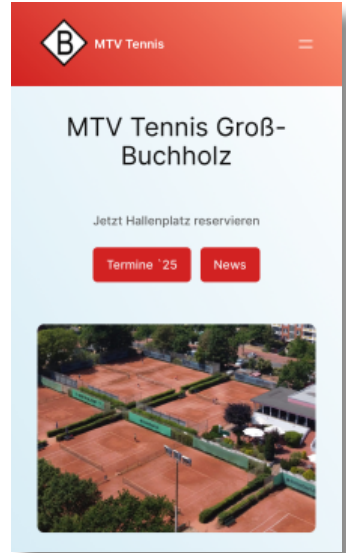 B
MTV Tennis
MTV Tennis Groß-
Buchholz
Jetzt Hallenplatz reservieren
Termine `25
News